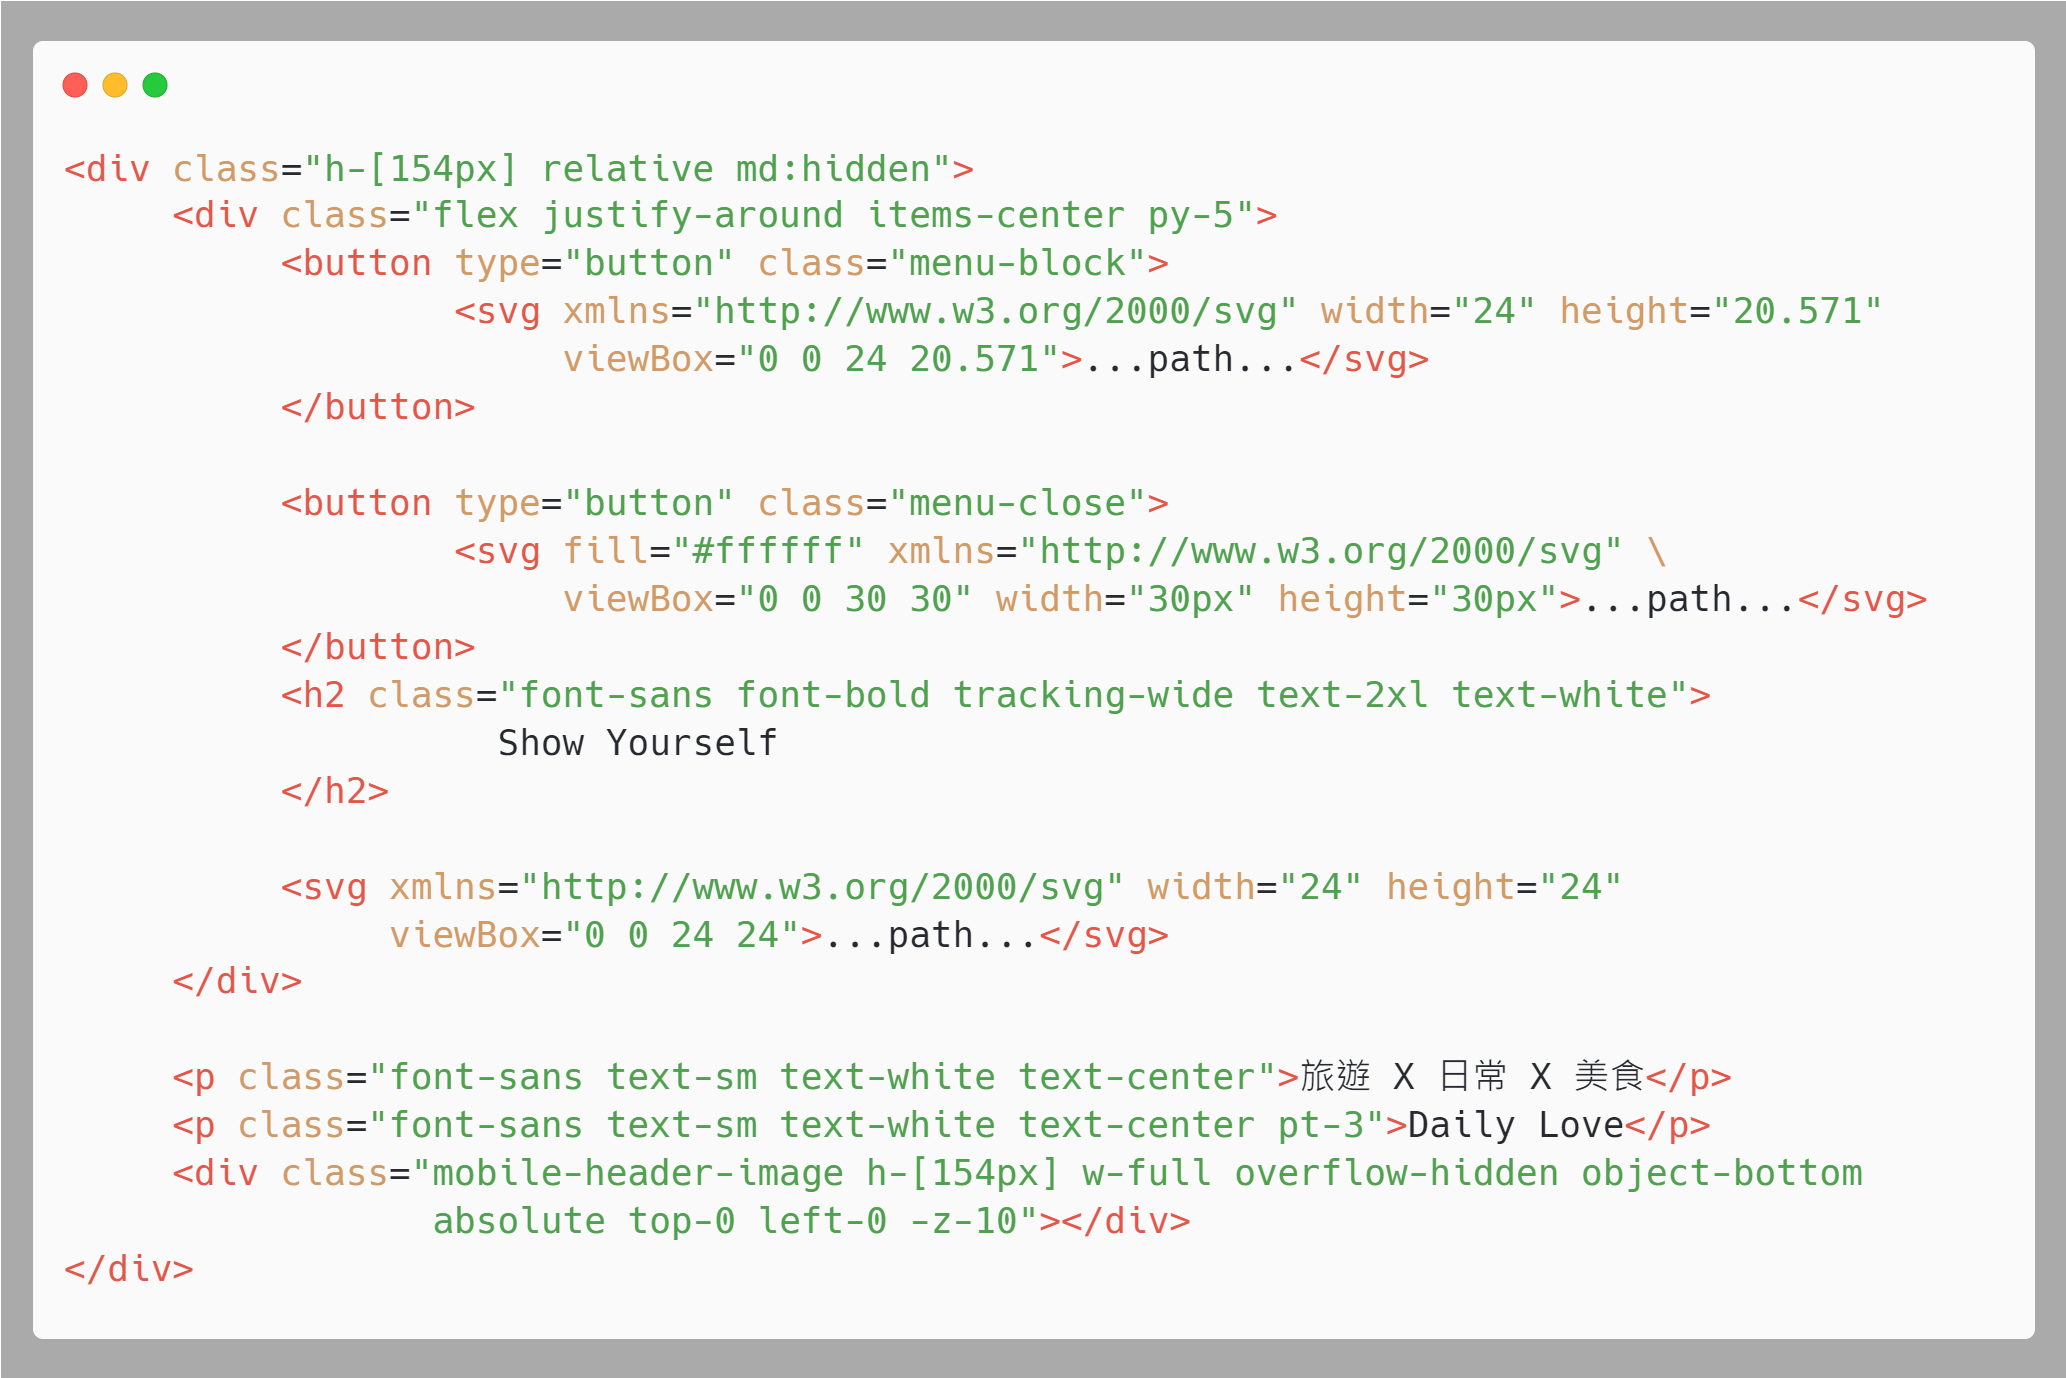 <div class="h-[154px] relative md:hidden">
<div class="flex justify-around items-center py-5">
<button type="button" class="menu-block">
<svg xmlns="http://www.w3.org/2000/svg" width="24" height="20.571"
viewBox="0 0 24 20.571">...path...</svg>
</button>
<button type="button" class="menu-close">
<svg fill="#ffffff" xmlns="http://www.w3.org/2000/svg" \
viewBox="0 0 30 30" width="30px" height="30px">...path...</svg>
</button>
<h2 class="font-sans font-bold tracking-wide text-2xl text-white">
Show Yourself
</h2>
<svg xmlns="http://www.w3.org/2000/svg" width="24" height="24"
viewBox="0 0 24 24">...path...</svg>
</div>
<p class="font-sans text-sm text-white text-center">旅遊 X 日常 X 美食</p>
<p class="font-sans text-sm text-white text-center pt-3">Daily Love</p>
<div class="mobile-header-image h-[154px] w-full overflow-hidden object-bottom
absolute top-0 left-0 -z-10"></div>
</div>